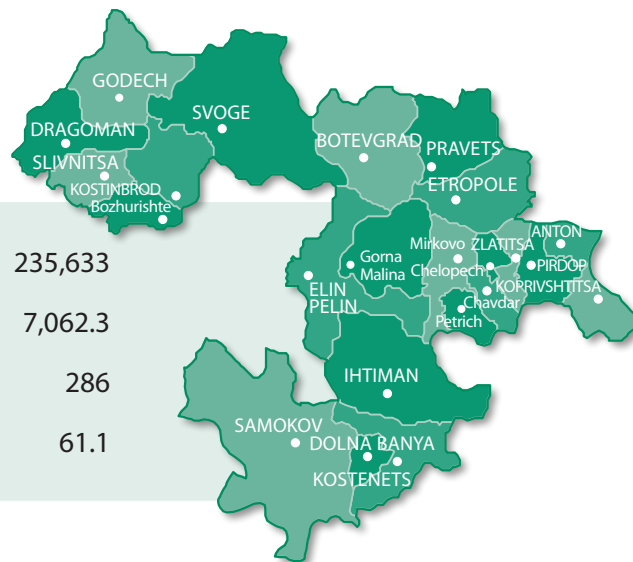 GODECH
SVOGE
DRAGOMAN
SLIVNITSA
KOSTINBROD
Bozhurishte
BOTEVGRAD
PRAVETS
ETROPOLE
Mirkovo
ZLATITSA
ANTON
Gorna
Malina
Chelopech
PIRDOP
KOPRIVSHTITSA
ELIN
PELIN
Chavdar
Petrich
IHTIMAN
SAMOKOV
DOLNA BANYA
KOSTENETS
235,633
7,062.3
286
61.1